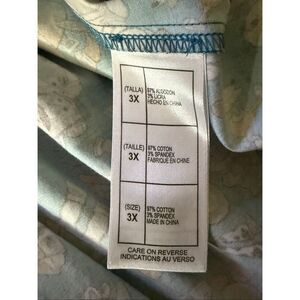 (TALLA)
3X
97% ALGODON
3% LICRA
HECHO EN CHINA
(TAILLE)
3X
97% COTON
3% SPANDEX
FABRIQUE EN CHINE
(SIZE)
3X
97% COTTON
3% SPANDEX
MADE IN CHINA
CARE ON REVERSE
INDICATIONS AU VERSO